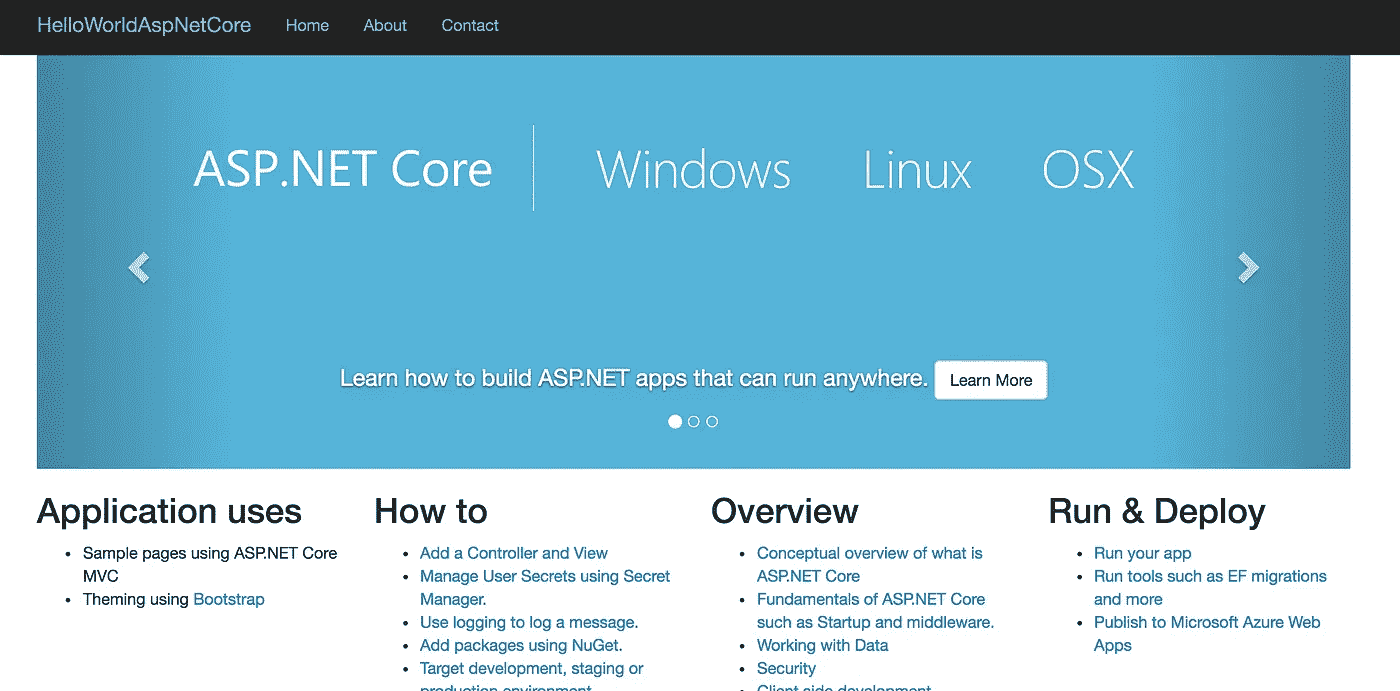 HelloWorldAspNetCore Home About Contact
ASP.NET Core Windows Linux OSX
Learn how to build ASP.NET apps that can run anywhere. Learn More
Application uses
Sample pages using ASP.NET Core
MVC
Theming using Bootstrap
How to
Add a Controller and View
Manage User Secrets using Secret
Manager.
Use logging to log a message.
Add packages using NuGet.
Target development, staging or
production environment.
Overview
Conceptual overview of what is
ASP.NET Core
Fundamentals of ASP.NET Core
such as Startup and middleware.
Working with Data
Security
Client side development
Run & Deploy
Run your app
Run tools such as EF migrations
and more
Publish to Microsoft Azure Web
Apps